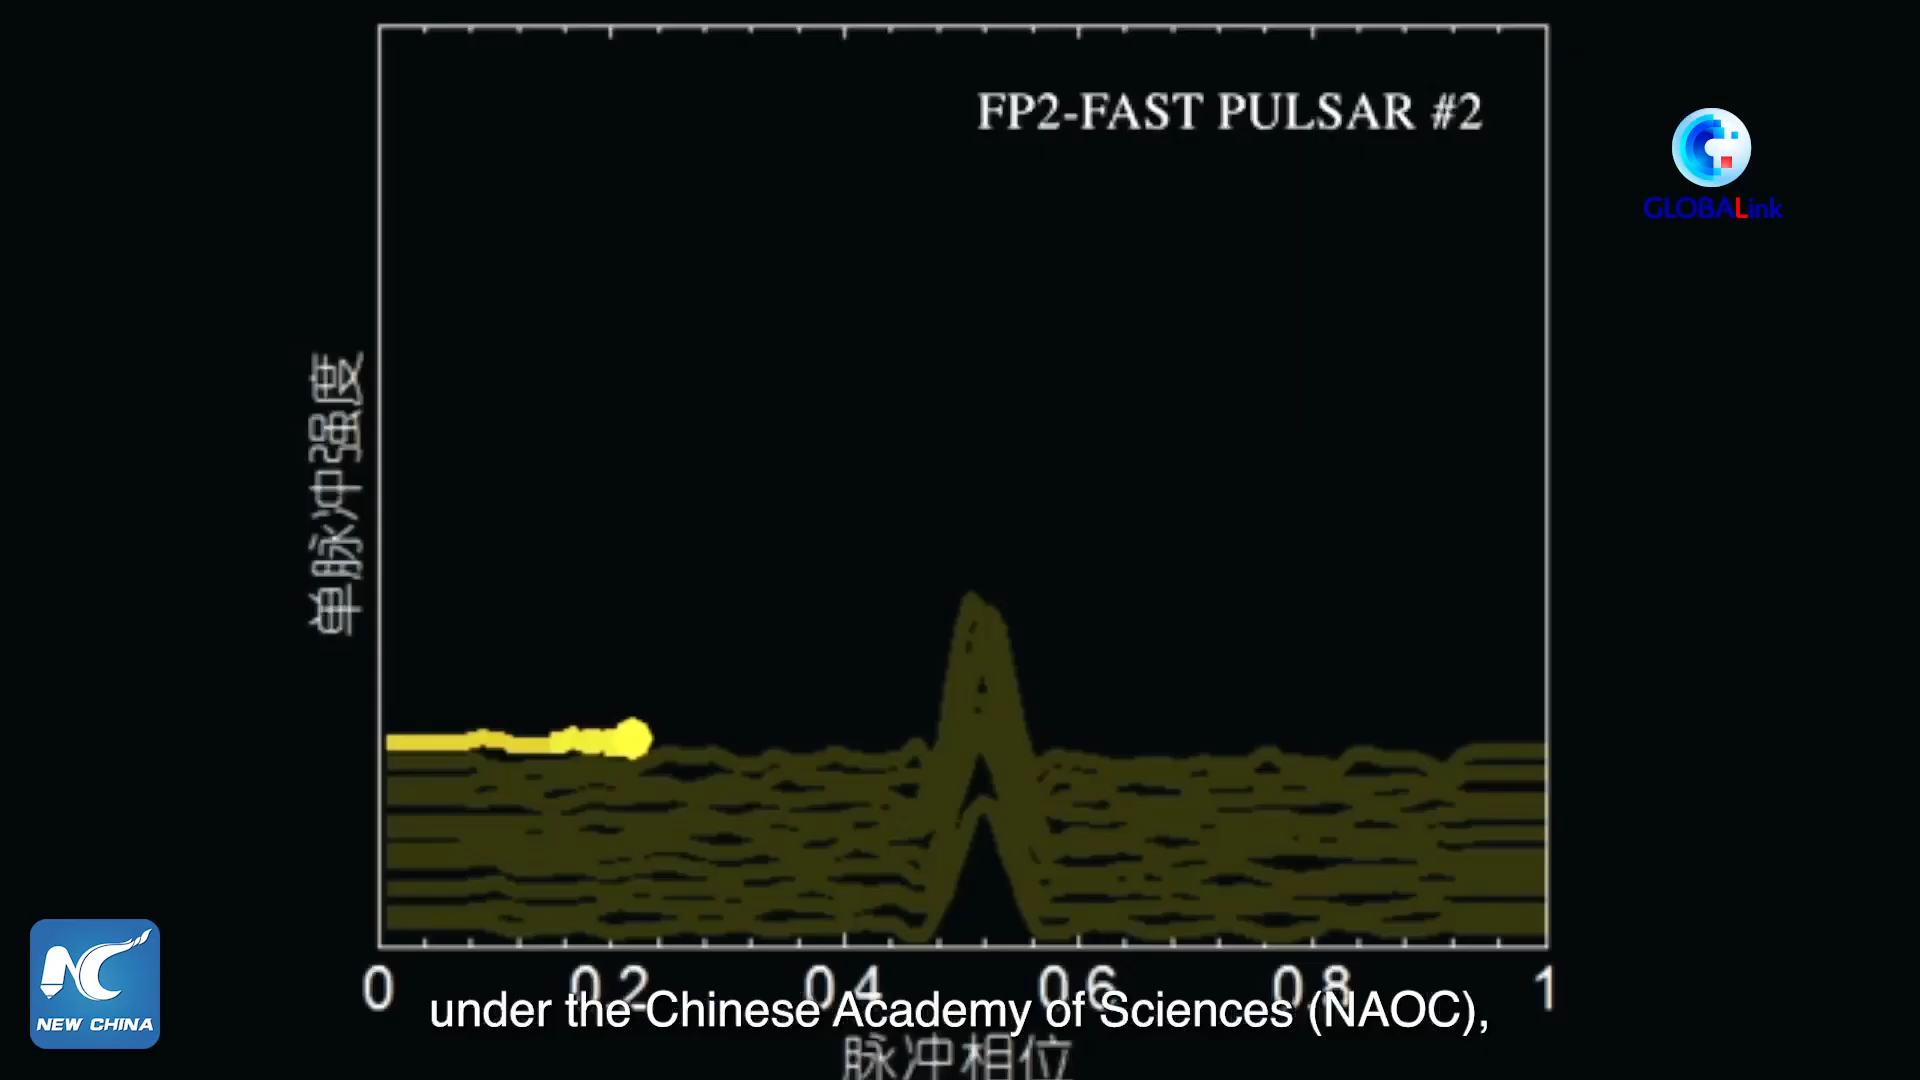 FP2-FAST PULSAR #2
GLOBALink
单脉冲强度
0 0.2 0.4 0.6 0.8 1
under the Chinese Academy of Sciences (NAOC),
脉冲相位
NEW CHINA